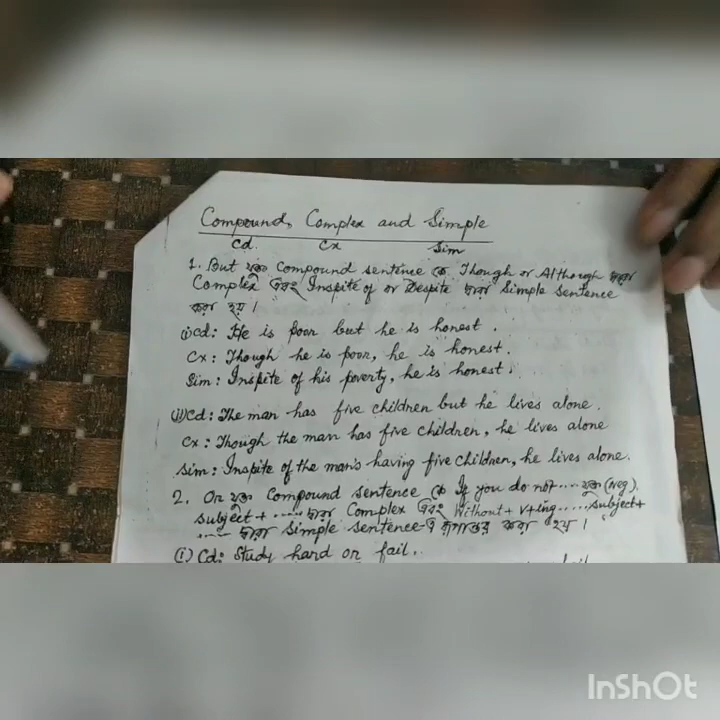 Compound, Complex and Simple
Cd. Cx Sim
1. But যুক্ত Compound sentence কে Though or Although দ্বারা
Complex এবং Inspite of or Despite দ্বারা Simple sentence
করা হয় ।
(i) Cd: He is poor but he is honest.
Cx: Though he is poor, he is honest.
Sim: Inspite of his poverty, he is honest.
(ii) Cd: The man has five children but he lives alone.
Cx: Though the man has five children, he lives alone
Sim: Inspite of the man's having five children, he lives alone.
2. Or যুক্ত Compound sentence কে If you do not .... যুক্ত (Neg).
Subject + ..... দ্বারা Complex এবং Without + v+ing ...... subject +
..... দ্বারা Simple sentence-এ রূপান্তর করা হয় ।
(i) Cd: Study hard or fail.
InShOt